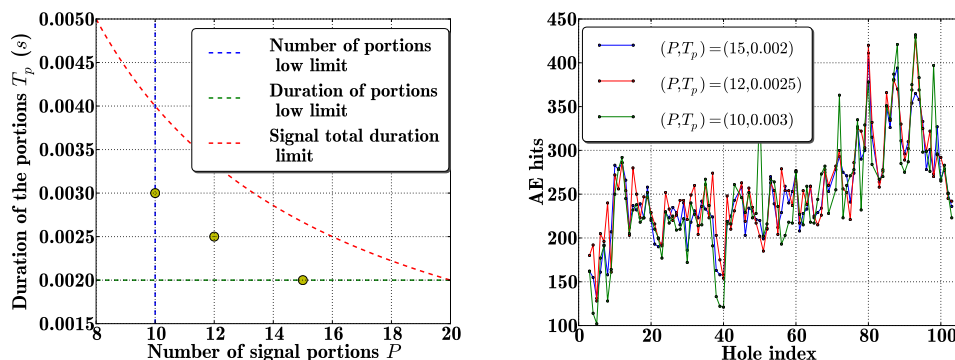 Duration of the portions T_p (s)
0.0050
0.0045
0.0040
0.0035
0.0030
0.0025
0.0020
0.0015
Number of portions
low limit
Duration of portions
low limit
Signal total duration
limit
8 10 12 14 16 18 20
Number of signal portions P
AE hits
450
400
350
300
250
200
150
100
(P,T_p)=(15,0.002)
(P,T_p)=(12,0.0025)
(P,T_p)=(10,0.003)
0 20 40 60 80 100
Hole index